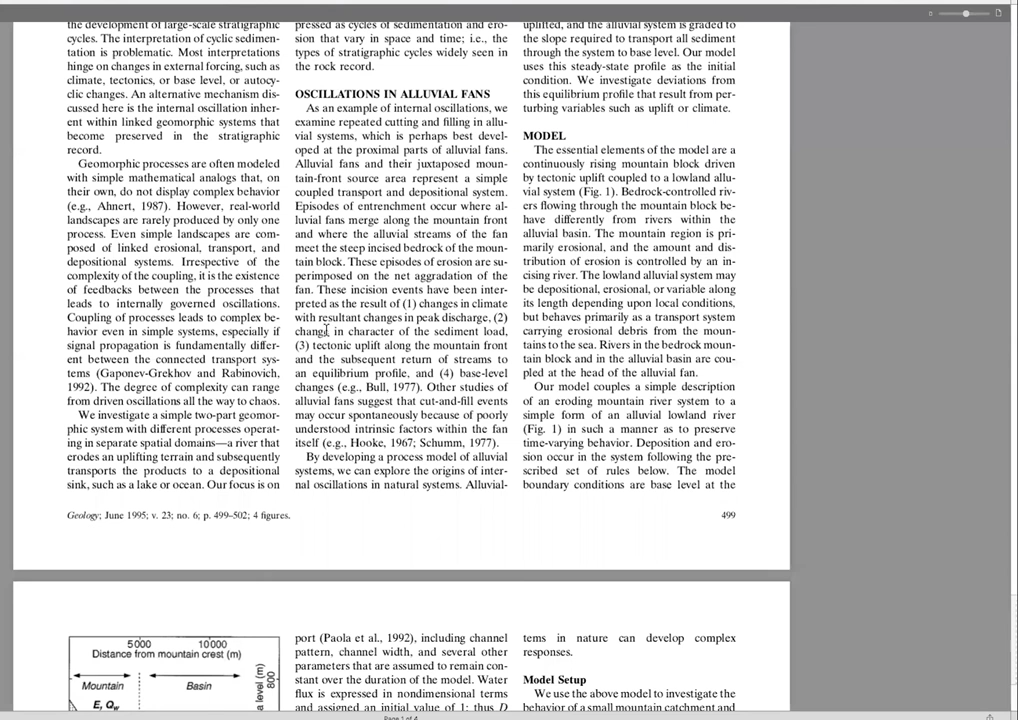 the development of large-scale stratigraphic
cycles. The interpretation of cyclic sedimen-
tation is problematic. Most interpretations
hinge on changes in external forcing, such as
climate, tectonics, or base level, or autocy-
clic changes. An alternative mechanism dis-
cussed here is the internal oscillation inher-
ent within linked geomorphic systems that
become preserved in the stratigraphic
record.
Geomorphic processes are often modeled
with simple mathematical analogs that, on
their own, do not display complex behavior
(e.g., Ahnert, 1987). However, real-world
landscapes are rarely produced by only one
process. Even simple landscapes are com-
posed of linked erosional, transport, and
depositional systems. Irrespective of the
complexity of the coupling, it is the existence
of feedbacks between the processes that
leads to internally governed oscillations.
Coupling of processes leads to complex be-
havior even in simple systems, especially if
signal propagation is fundamentally differ-
ent between the connected transport sys-
tems (Gaponev-Grekhov and Rabinovich,
1992). The degree of complexity can range
from driven oscillations all the way to chaos.
We investigate a simple two-part geomor-
phic system with different processes operat-
ing in separate spatial domains—a river that
erodes an uplifting terrain and subsequently
transports the products to a depositional
sink, such as a lake or ocean. Our focus is on
pressed as cycles of sedimentation and ero-
sion that vary in space and time; i.e., the
types of stratigraphic cycles widely seen in
the rock record.
OSCILLATIONS IN ALLUVIAL FANS
As an example of internal oscillations, we
examine repeated cutting and filling in allu-
vial systems, which is perhaps best devel-
oped at the proximal parts of alluvial fans.
Alluvial fans and their juxtaposed moun-
tain-front source area represent a simple
coupled transport and depositional system.
Episodes of entrenchment occur where al-
luvial fans merge along the mountain front
and where the alluvial streams of the fan
meet the steep incised bedrock of the moun-
tain block. These episodes of erosion are su-
perimposed on the net aggradation of the
fan. These incision events have been inter-
preted as the result of (1) changes in climate
with resultant changes in peak discharge, (2)
change in character of the sediment load,
(3) tectonic uplift along the mountain front
and the subsequent return of streams to
an equilibrium profile, and (4) base-level
changes (e.g., Bull, 1977). Other studies of
alluvial fans suggest that cut-and-fill events
may occur spontaneously because of poorly
understood intrinsic factors within the fan
itself (e.g., Hooke, 1967; Schumm, 1977).
By developing a process model of alluvial
systems, we can explore the origins of inter-
nal oscillations in natural systems. Alluvial-
uplifted, and the alluvial system is graded to
the slope required to transport all sediment
through the system to base level. Our model
uses this steady-state profile as the initial
condition. We investigate deviations from
this equilibrium profile that result from per-
turbing variables such as uplift or climate.
MODEL
The essential elements of the model are a
continuously rising mountain block driven
by tectonic uplift coupled to a lowland allu-
vial system (Fig. 1). Bedrock-controlled riv-
ers flowing through the mountain block be-
have differently from rivers within the
alluvial basin. The mountain region is pri-
marily erosional, and the amount and dis-
tribution of erosion is controlled by an in-
cising river. The lowland alluvial system may
be depositional, erosional, or variable along
its length depending upon local conditions,
but behaves primarily as a transport system
carrying erosional debris from the moun-
tains to the sea. Rivers in the bedrock moun-
tain block and in the alluvial basin are cou-
pled at the head of the alluvial fan.
Our model couples a simple description
of an eroding mountain river system to a
simple form of an alluvial lowland river
(Fig. 1) in such a manner as to preserve
time-varying behavior. Deposition and ero-
sion occur in the system following the pre-
scribed set of rules below. The model
boundary conditions are base level at the
Geology; June 1995; v. 23; no. 6; p. 499–502; 4 figures.
499
5000 10000
Distance from mountain crest (m)
Mountain Basin
E, Qw
a level (m)
800
port (Paola et al., 1992), including channel
pattern, channel width, and several other
parameters that are assumed to remain con-
stant over the duration of the model. Water
flux is expressed in nondimensional terms
and assigned an initial value of 1; thus D
tems in nature can develop complex
responses.
Model Setup
We use the above model to investigate the
behavior of a small mountain catchment and
Page 1 of 4